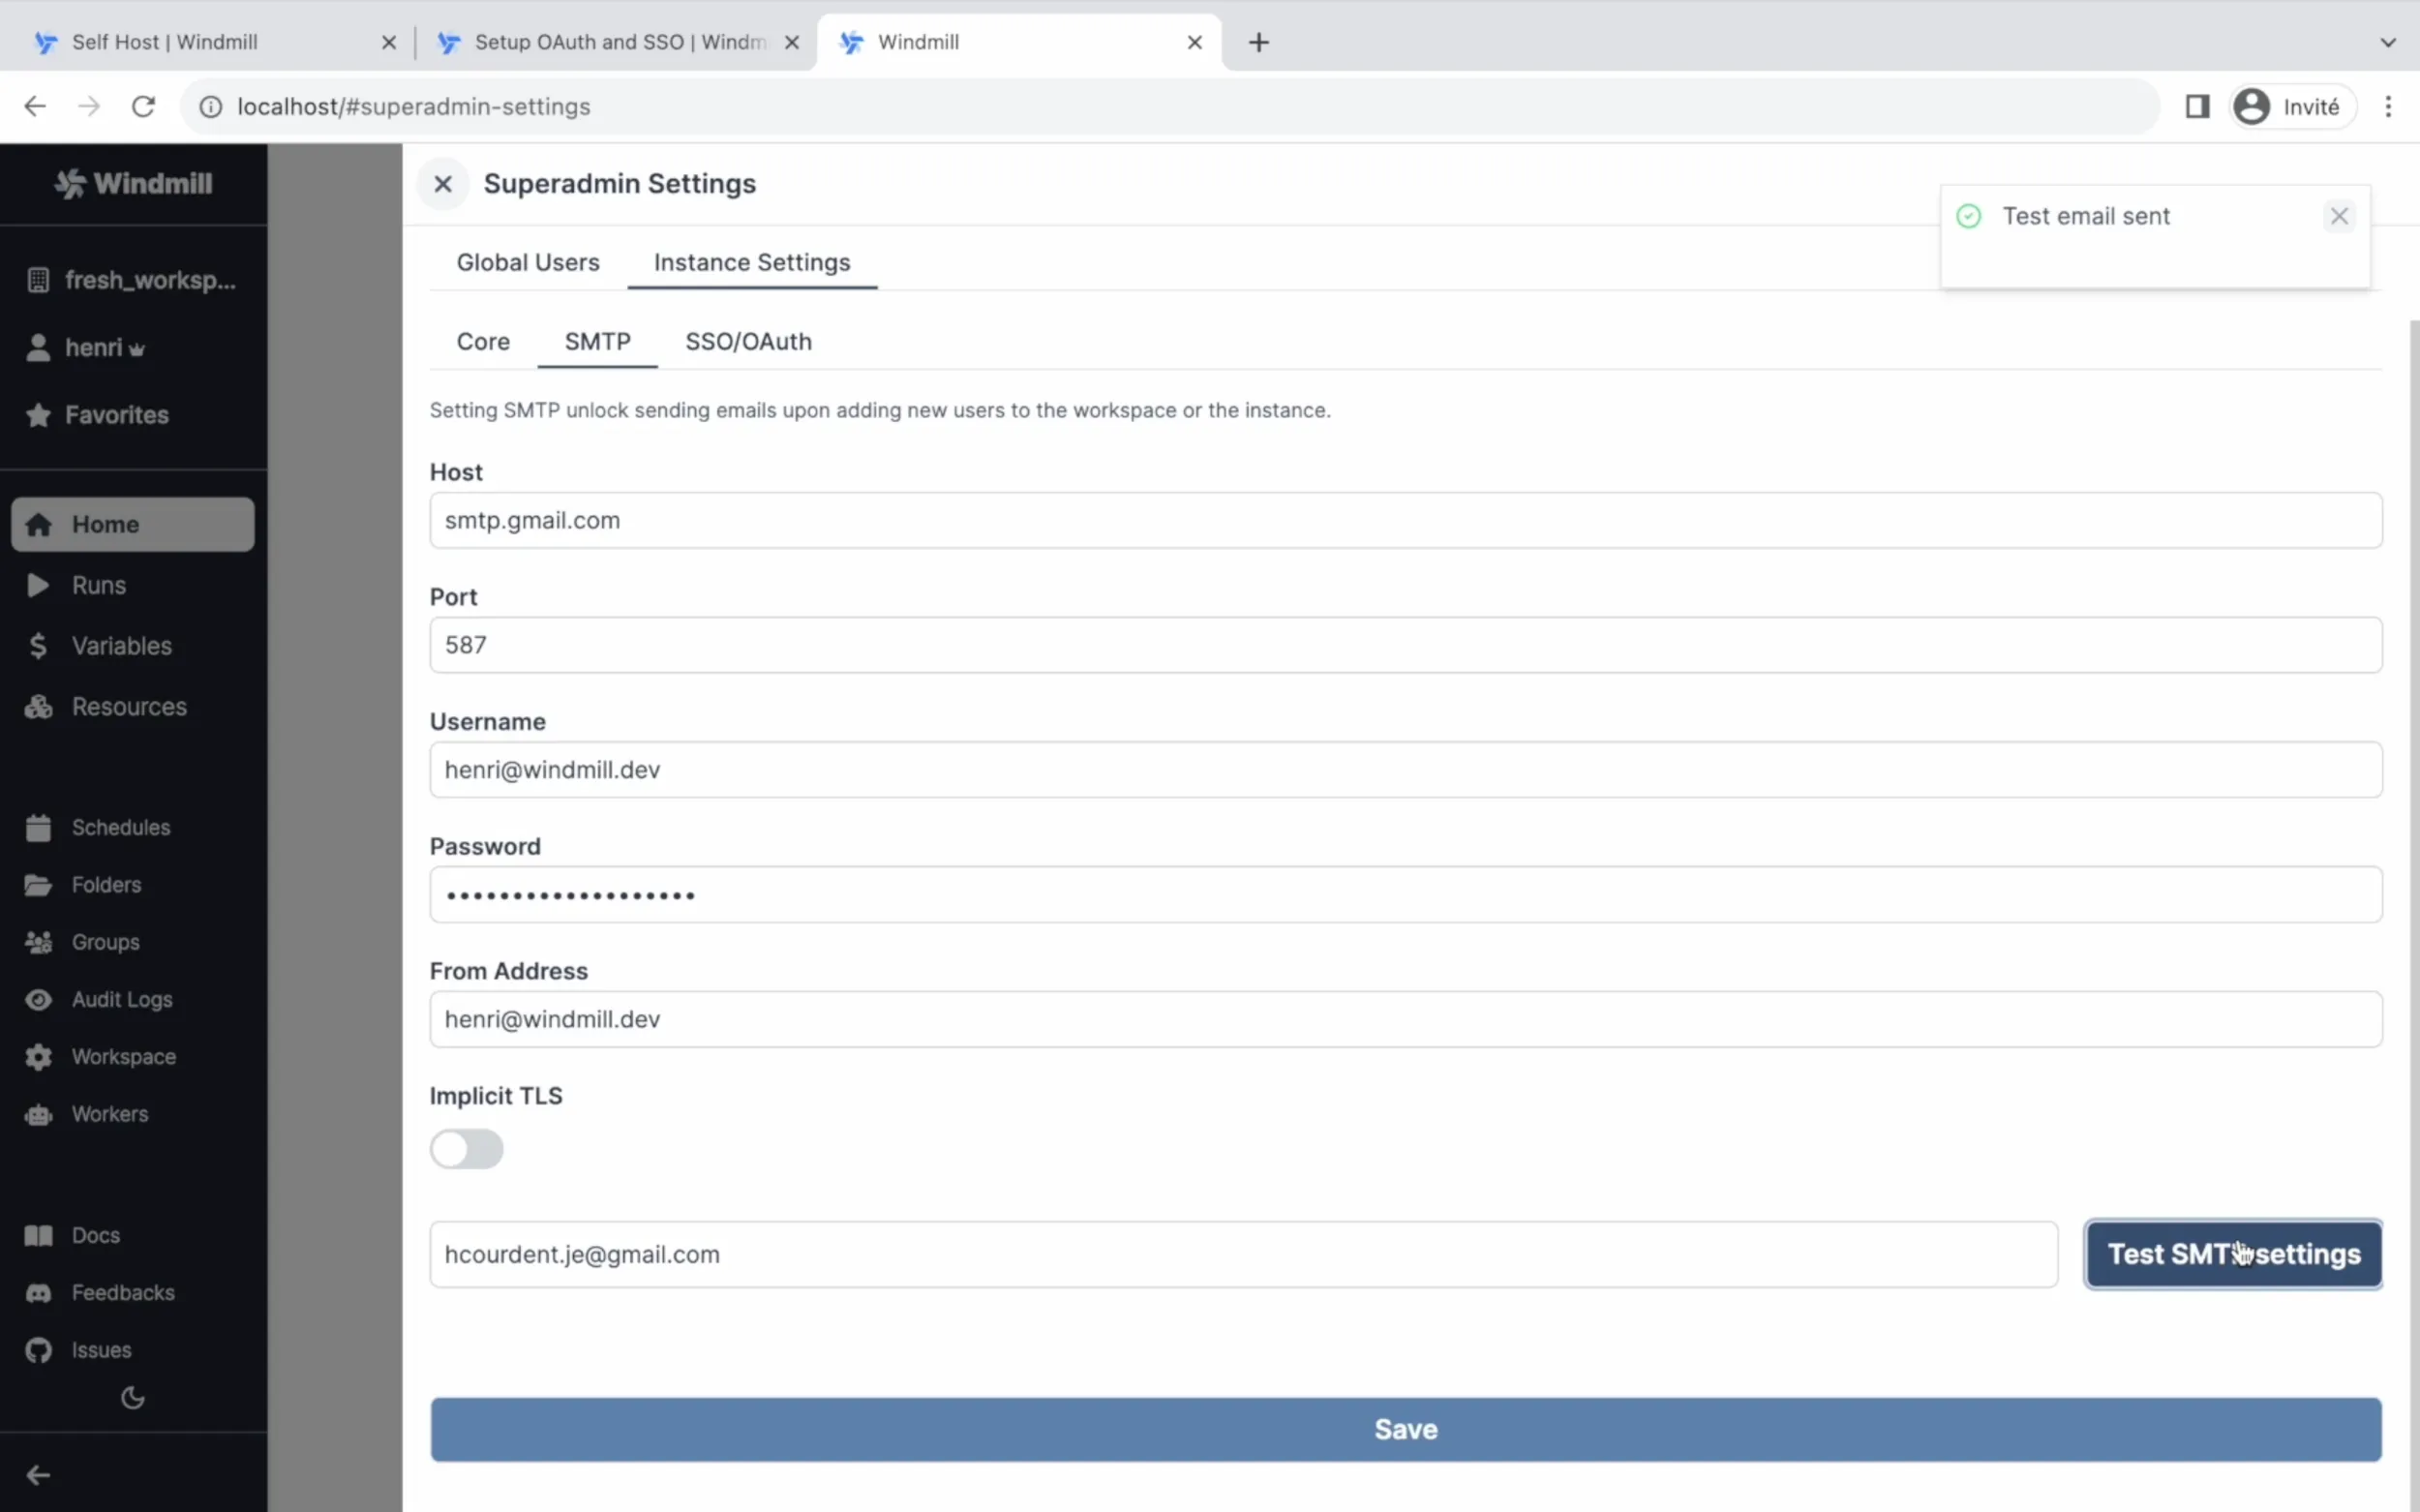 Self Host | Windmill
Setup OAuth and SSO | Windm
Windmill
localhost/#superadmin-settings
Invité
Windmill
fresh_worksp...
henri
Favorites
Home
Runs
Variables
Resources
Schedules
Folders
Groups
Audit Logs
Workspace
Workers
Docs
Feedbacks
Issues
Superadmin Settings
Test email sent
Global Users
Instance Settings
Core
SMTP
SSO/OAuth
Setting SMTP unlock sending emails upon adding new users to the workspace or the instance.
Host
smtp.gmail.com
Port
587
Username
henri@windmill.dev
Password
•••••••••••••••••••
From Address
henri@windmill.dev
Implicit TLS
hcourdent.je@gmail.com
Test SMTP settings
Save